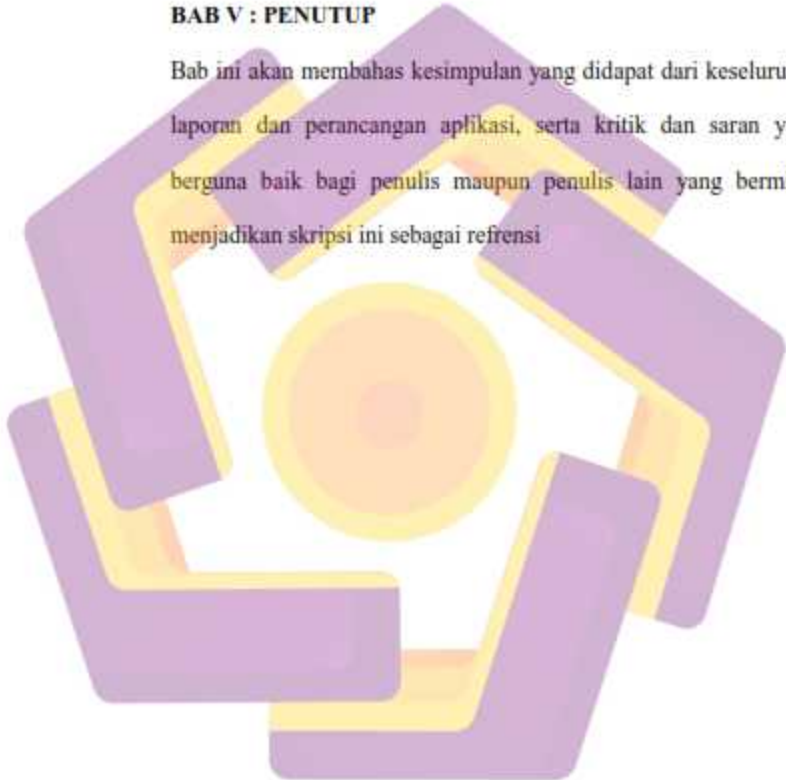 BAB V : PENUTUP
Bab ini akan membahas kesimpulan yang didapat dari keseluru
laporan dan perancangan aplikasi, serta kritik dan saran y
berguna baik bagi penulis maupun penulis lain yang bermi
menjadikan skripsi ini sebagai refrensi